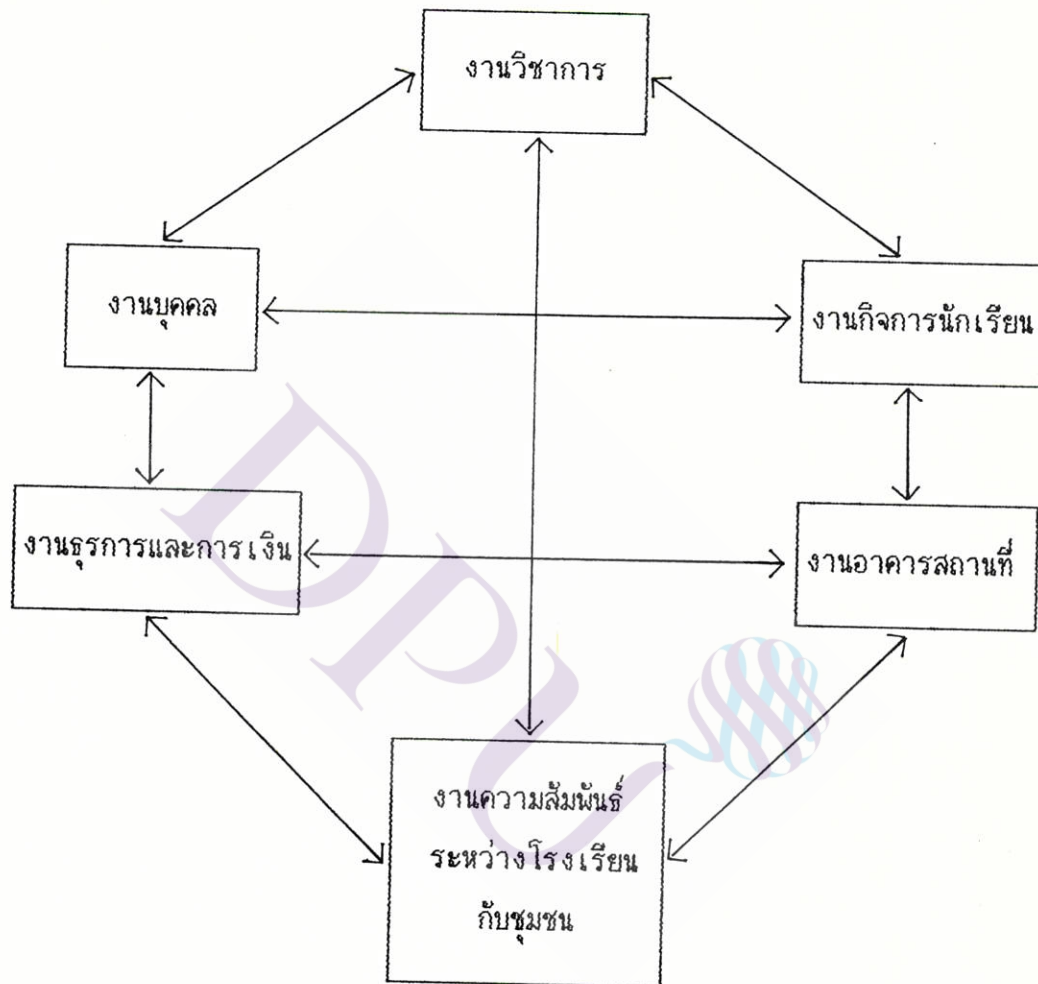 งานวิชาการ
งานบุคคล
งานกิจการนักเรียน
งานธุรการและการเงิน
งานอาคารสถานที่
งานความสัมพันธ์
ระหว่างโรงเรียน
กับชุมชน
DPU